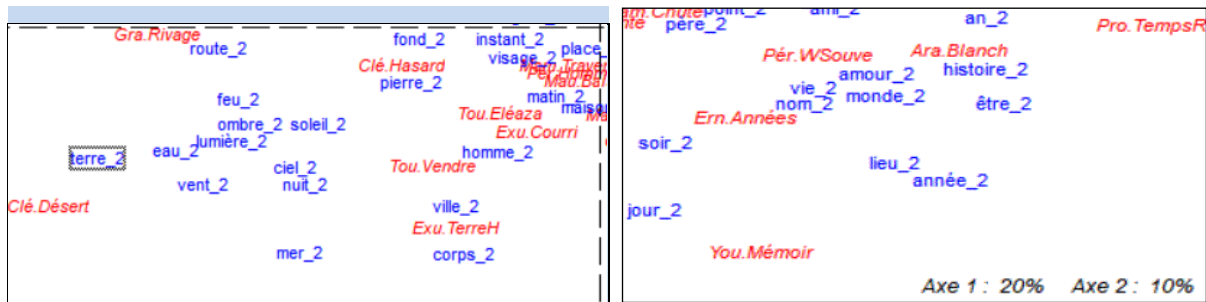 Gra.Rivage
route_2
fond_2
instant_2
place_
Clé.Hasard
visage_2
pierre_2
feu_2
matin_2
maiso
Tou.Eléaza
ombre_2
soleil_2
Exu.Courri
lumière_2
terre_2
eau_2
homme_2
ciel_2
Tou.Vendre
vent_2
nuit_2
Clé.Désert
ville_2
Exu.TerreH
mer_2
corps_2
père_2
point_2
ami_2
an_2
Pro.TempsR
Pér.WSouve
Ara.Blanch
amour_2
histoire_2
vie_2
nom_2
monde_2
être_2
Ern.Années
soir_2
lieu_2
année_2
jour_2
You.Mémoir
Axe 1 : 20%
Axe 2 : 10%